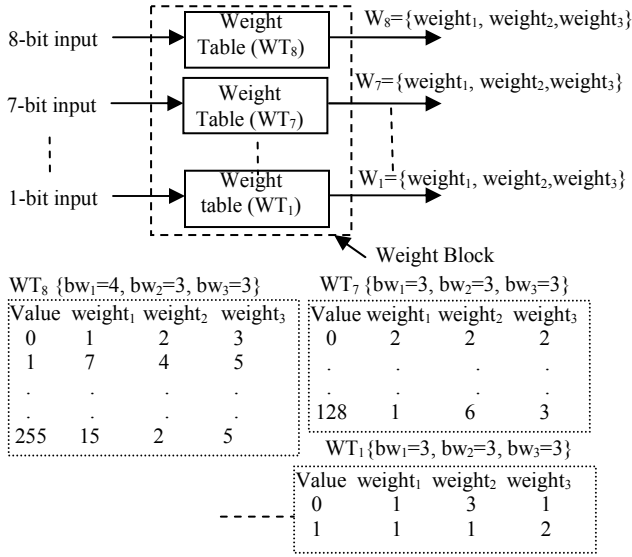 8-bit input Weight Table (WT₈) W₈={weight₁, weight₂,weight₃}
7-bit input Weight Table (WT₇) W₇={weight₁, weight₂,weight₃}
1-bit input Weight table (WT₁) W₁={weight₁, weight₂,weight₃}
Weight Block
WT₈ {bw₁=4, bw₂=3, bw₃=3}
Value weight₁ weight₂ weight₃
0 1 2 3
1 7 4 5
. . . .
. . . .
255 15 2 5
WT₇ {bw₁=3, bw₂=3, bw₃=3}
Value weight₁ weight₂ weight₃
0 2 2 2
. . . .
. . . .
128 1 6 3
WT₁{bw₁=3, bw₂=3, bw₃=3}
Value weight₁ weight₂ weight₃
0 1 3 1
1 1 1 2